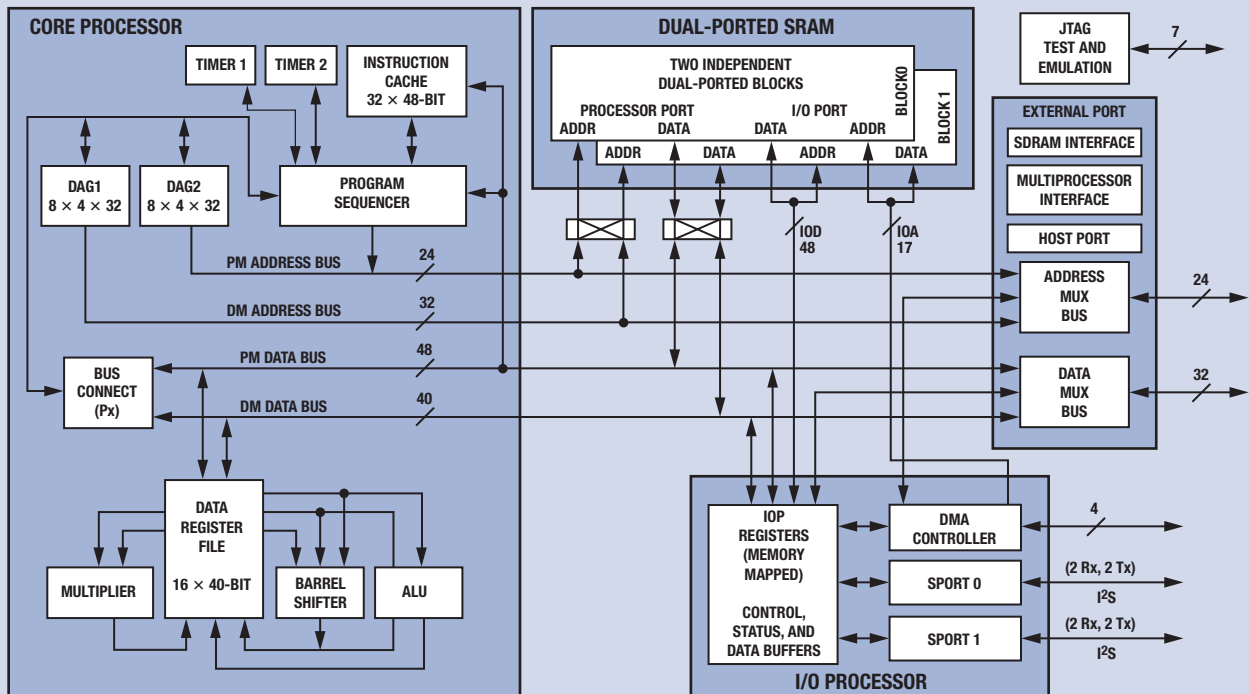 CORE PROCESSOR
TIMER 1
TIMER 2
INSTRUCTION
CACHE
32 × 48-BIT
DAG1
8 × 4 × 32
DAG2
8 × 4 × 32
PROGRAM
SEQUENCER
PM ADDRESS BUS
24
DM ADDRESS BUS
32
BUS
CONNECT
(Px)
PM DATA BUS
48
DM DATA BUS
40
DATA
REGISTER
FILE
16 × 40-BIT
MULTIPLIER
BARREL
SHIFTER
ALU
DUAL-PORTED SRAM
TWO INDEPENDENT
DUAL-PORTED BLOCKS
PROCESSOR PORT
I/O PORT
ADDR
DATA
DATA
ADDR
BLOCK0
ADDR
DATA
ADDR
DATA
BLOCK 1
IOD
48
IOA
17
JTAG
TEST AND
EMULATION
7
EXTERNAL PORT
SDRAM INTERFACE
MULTIPROCESSOR
INTERFACE
HOST PORT
ADDRESS
MUX
BUS
24
DATA
MUX
BUS
32
IOP
REGISTERS
(MEMORY
MAPPED)
CONTROL,
STATUS, AND
DATA BUFFERS
DMA
CONTROLLER
4
SPORT 0
(2 Rx, 2 Tx)
I²S
SPORT 1
(2 Rx, 2 Tx)
I²S
I/O PROCESSOR